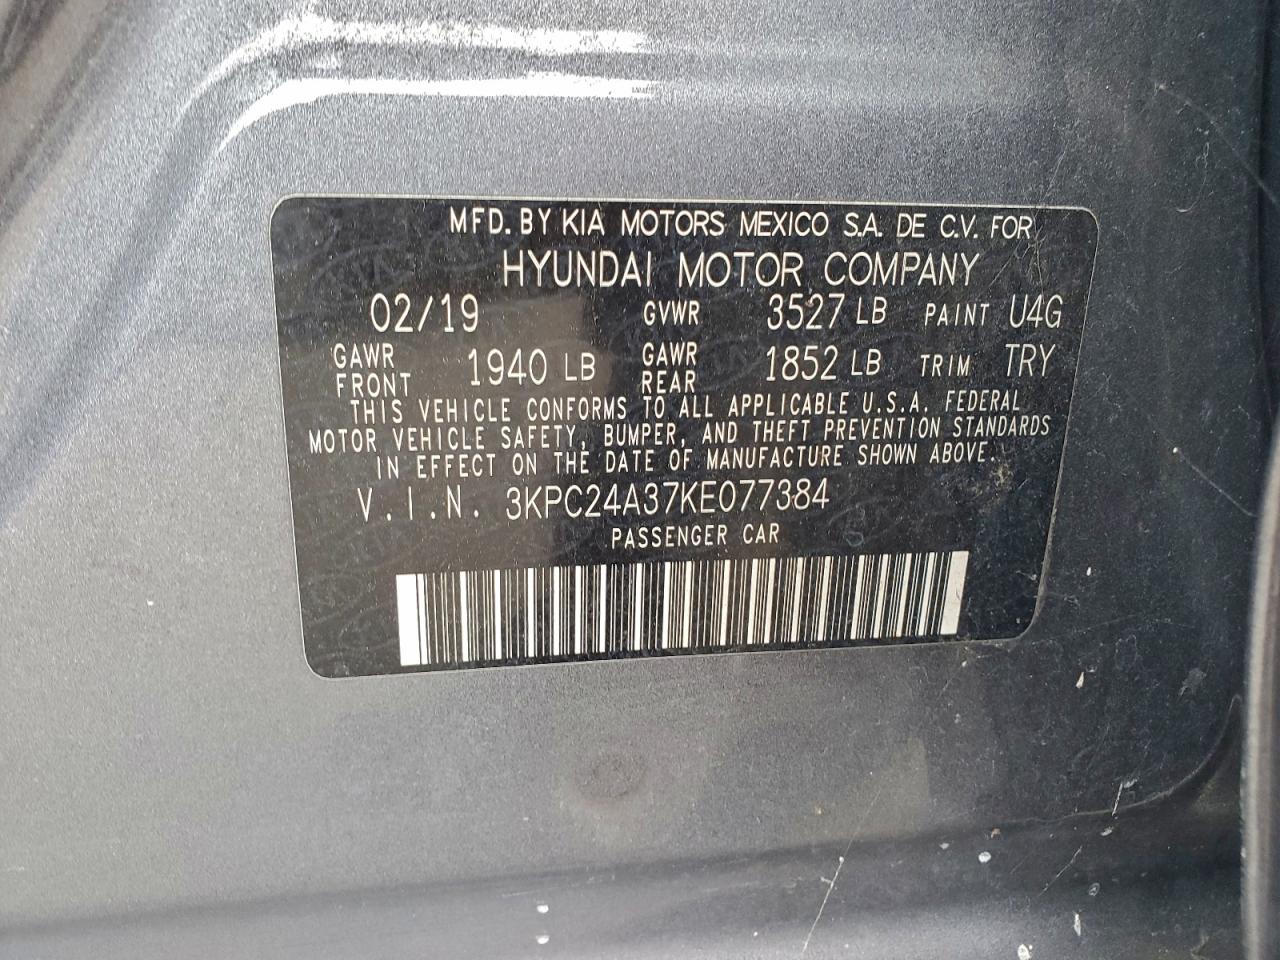 MFD. BY KIA MOTORS MEXICO S.A. DE C.V. FOR
HYUNDAI MOTOR COMPANY
02/19 GVWR 3527 LB PAINT U4G
GAWR FRONT 1940 LB GAWR REAR 1852 LB TRIM TRY
THIS VEHICLE CONFORMS TO ALL APPLICABLE U.S.A. FEDERAL
MOTOR VEHICLE SAFETY, BUMPER, AND THEFT PREVENTION STANDARDS
IN EFFECT ON THE DATE OF MANUFACTURE SHOWN ABOVE.
V.I.N. 3KPC24A37KE077384
PASSENGER CAR